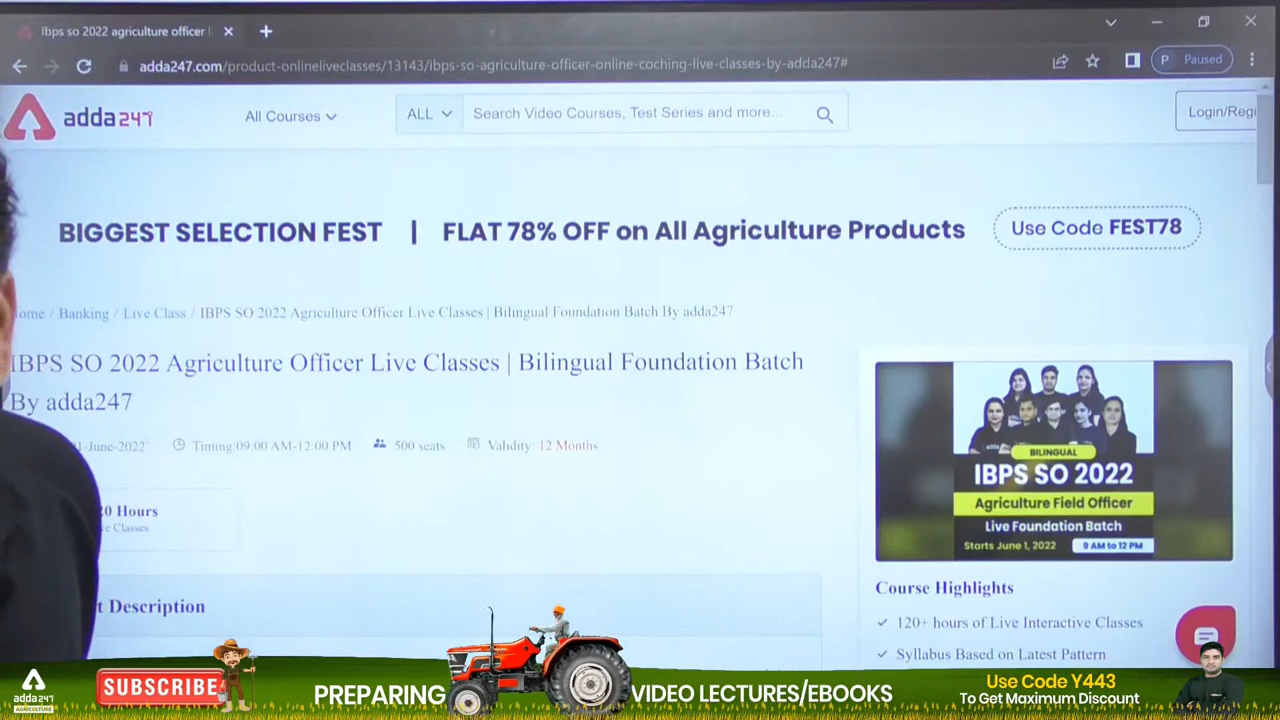 Ibps so 2022 agriculture officer l
adda247.com/product-onlineliveclasses/13143/ibps-so-agriculture-officer-online-coching-live-classes-by-adda247#
P Paused
adda247
All Courses
ALL
Search Video Courses, Test Series and more...
Login/Regi
BIGGEST SELECTION FEST | FLAT 78% OFF on All Agriculture Products
Use Code FEST78
ome / Banking / Live Class / IBPS SO 2022 Agriculture Officer Live Classes | Bilingual Foundation Batch By adda247
IBPS SO 2022 Agriculture Officer Live Classes | Bilingual Foundation Batch
By adda247
-June-2022
Timing:09:00 AM-12:00 PM
500 seats
Validity: 12 Months
0 Hours
Classes
BILINGUAL
IBPS SO 2022
Agriculture Field Officer
Live Foundation Batch
Starts June 1, 2022
9 AM to 12 PM
Course Highlights
120+ hours of Live Interactive Classes
Syllabus Based on Latest Pattern
t Description
adda247
AGRICULTURE
SUBSCRIBE
PREPARING
VIDEO LECTURES/EBOOKS
Use Code Y443
To Get Maximum Discount